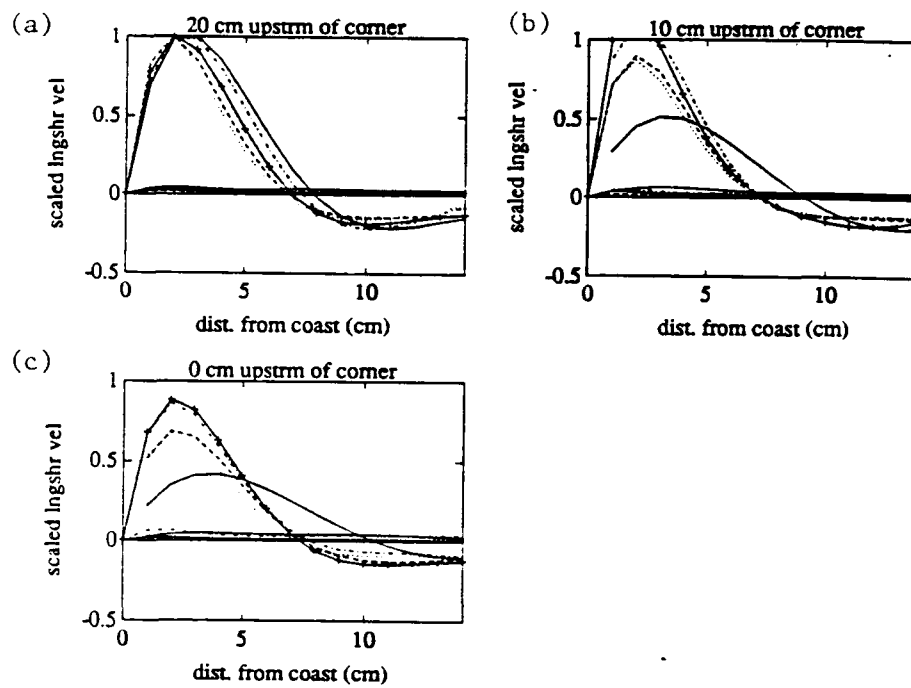 (a)
20 cm upstrm of corner
scaled lngshr vel
1
0.5
0
-0.5
0
5
10
dist. from coast (cm)
(b)
10 cm upstrm of corner
scaled lngshr vel
1
0.5
0
-0.5
0
5
10
dist. from coast (cm)
(c)
0 cm upstrm of corner
scaled lngshr vel
1
0.5
0
-0.5
0
5
10
dist. from coast (cm)